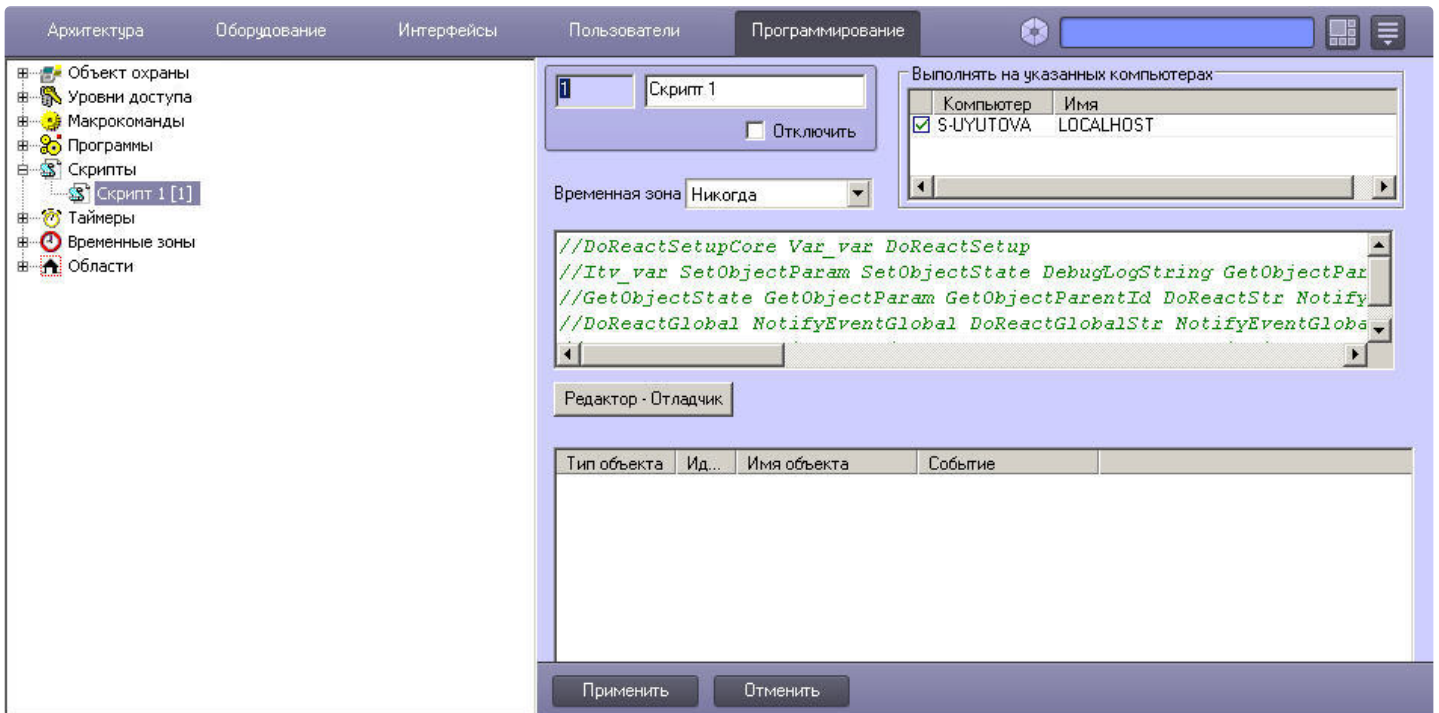 Архитектура Оборудование Интерфейсы Пользователи Программирование
Объект охраны
Уровни доступа
Макрокоманды
Программы
Скрипты
Скрипт 1 [1]
Таймеры
Временные зоны
Области
1 Скрипт 1
Отключить
Выполнять на указанных компьютерах
Компьютер Имя
S-UYUTOVA LOCALHOST
Временная зона Никогда
//DoReactSetupCore Var_var DoReactSetup
//Itv_var SetObjectParam SetObjectState DebugLogString GetObjectPar
//GetObjectState GetObjectParam GetObjectParentId DoReactStr Notify
//DoReactGlobal NotifyEventGlobal DoReactGlobalStr NotifyEventGloba
Редактор - Отладчик
Тип объекта Ид... Имя объекта Событие
Применить Отменить